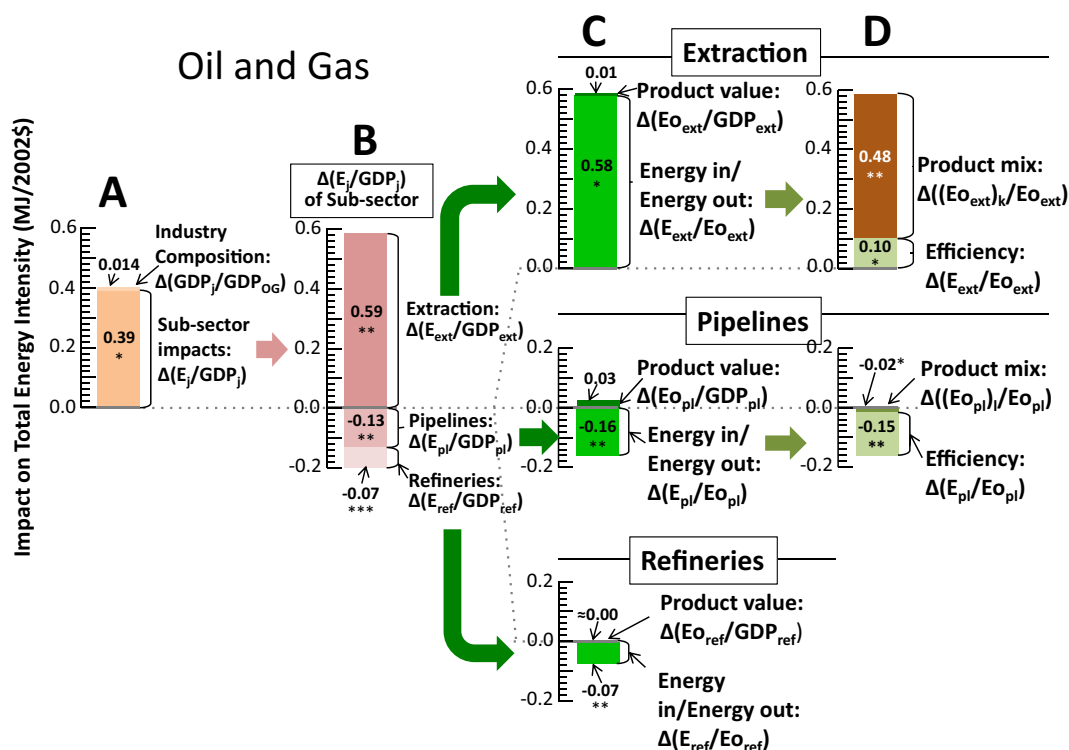 Oil and Gas
Impact on Total Energy Intensity (MJ/2002$)
A
0.6
0.4
0.2
0.0
0.014
Industry
Composition:
Δ(GDPj/GDPOG)
0.39
*
Sub-sector
impacts:
Δ(Ej/GDPj)
B
Δ(Ej/GDPj)
of Sub-sector
0.6
0.4
0.2
0.0
-0.2
0.59
**
Extraction:
Δ(Eext/GDPext)
-0.13
**
Pipelines:
Δ(Epl/GDPpl)
-0.07
***
Refineries:
Δ(Eref/GDPref)
C
Extraction
D
0.6
0.4
0.2
0.0
0.01
Product value:
Δ(Eoext/GDPext)
0.58
*
Energy in/
Energy out:
Δ(Eext/Eoext)
0.6
0.4
0.2
0.0
0.48
**
Product mix:
Δ((Eoext)k/Eoext)
0.10
*
Efficiency:
Δ(Eext/Eoext)
Pipelines
0.2
0.0
-0.2
0.03
Product value:
Δ(Eopl/GDPpl)
-0.16
**
Energy in/
Energy out:
Δ(Epl/Eopl)
0.2
0.0
-0.2
-0.02*
Product mix:
Δ((Eopl)l/Eopl)
-0.15
**
Efficiency:
Δ(Epl/Eopl)
Refineries
0.2
0.0
-0.2
≈0.00
Product value:
Δ(Eoref/GDPref)
-0.07
**
Energy
in/Energy out:
Δ(Eref/Eoref)